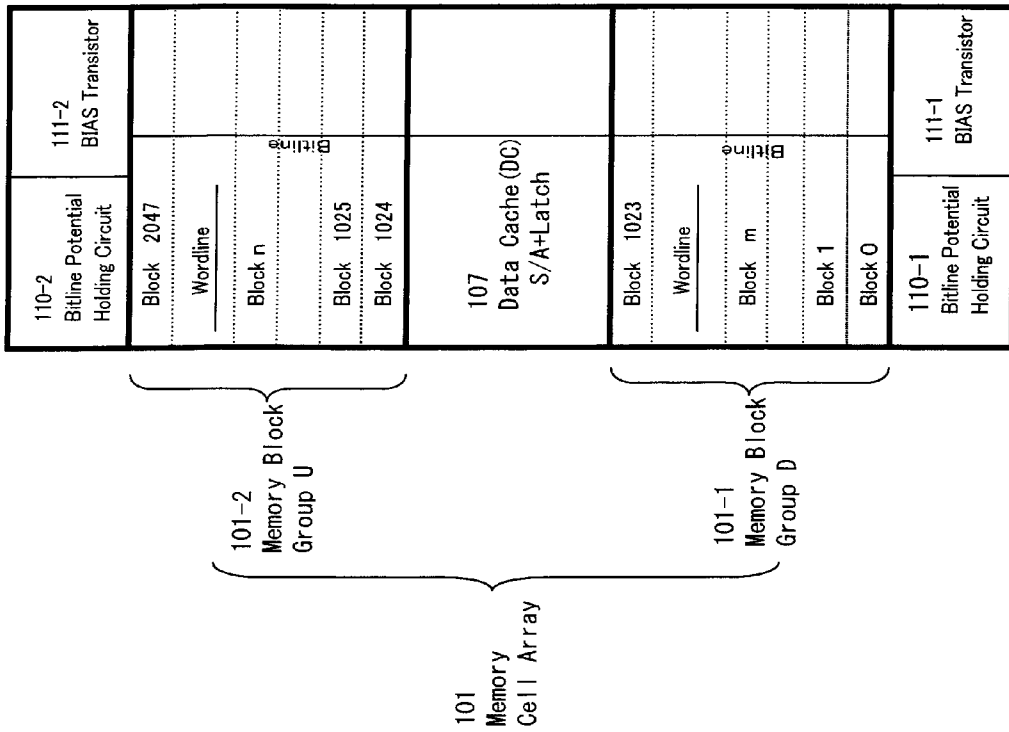 110-2
Bitline Potential
Holding Circuit
111-2
BIAS Transistor
Block 2047
Wordline
Block n
Bitline
Block 1025
Block 1024
107
Data Cache(DC)
S/A+Latch
Block 1023
Wordline
Block m
Bitline
Block 1
Block 0
110-1
Bitline Potential
Holding Circuit
111-1
BIAS Transistor
101-2
Memory Block
Group U
101-1
Memory Block
Group D
101
Memory
Cell Array